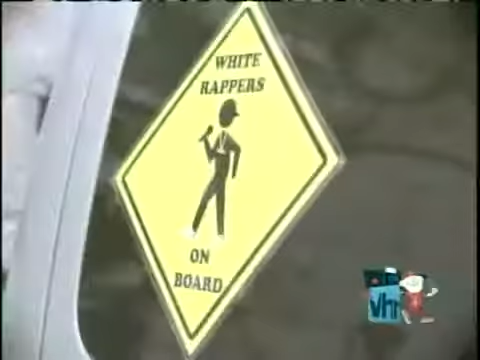 WHITE
RAPPERS
ON
BOARD
vh1